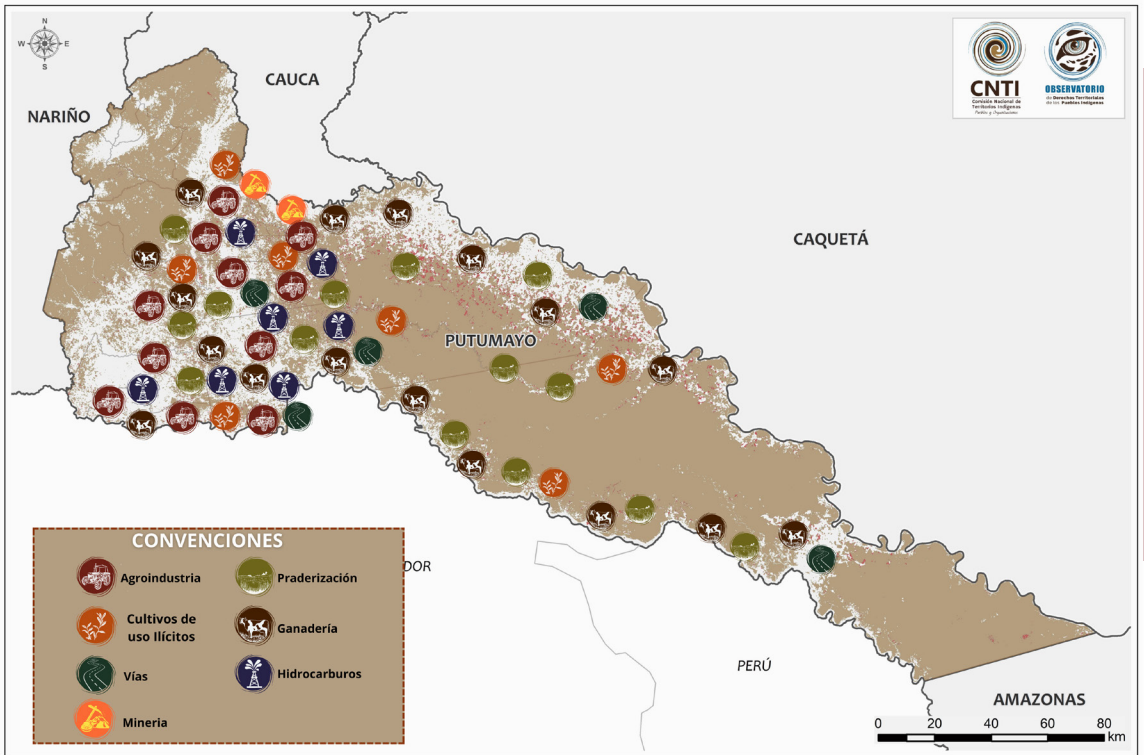 N
W E
S
CAUCA
NARIÑO
CNTI
Comisión Nacional de
Territorios Indígenas
Pueblos y Organizaciones
OBSERVATORIO
de Derechos Territoriales
de los Pueblos Indígenas
CAQUETÁ
PUTUMAYO
CONVENCIONES
Agroindustria
Praderización
Cultivos de
uso Ilícitos
Ganadería
Vías
Hidrocarburos
Mineria
DOR
PERÚ
AMAZONAS
0 20 40 60 80
km